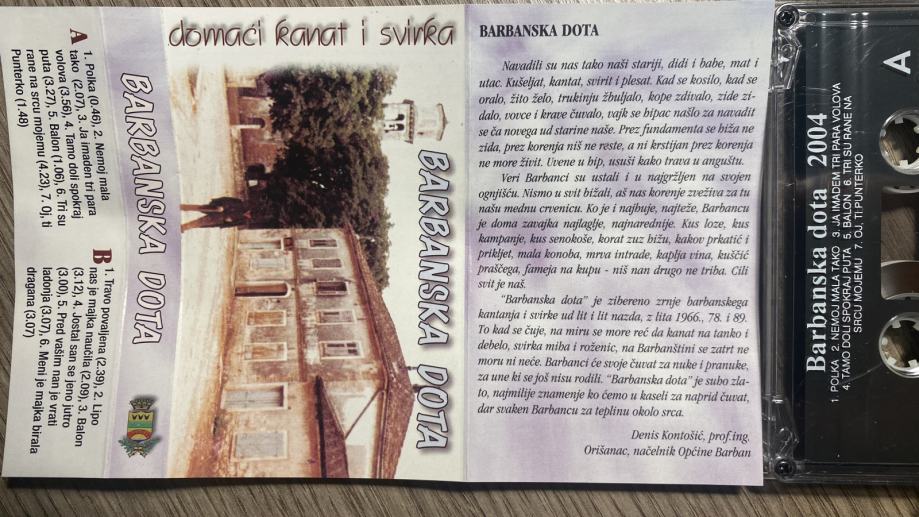 domaći kanat i svirka
BARBANSKA DOTA
BARBANSKA DOTA
A
1. Polka (0.46), 2. Nemoj mala
tako (2.07), 3. Ja imaden tri para
volova (3.56), 4. Tamo doli spokraj
puta (3.27), 5. Balon (1.06), 6. Tri su
rane na srcu mojemu (4.23), 7. Oj, ti
Punterko (1.48)
B
1. Travo povaljena (2.39), 2. Lipo
nas je majka naučila (2.09), 3. Balon
(3.12), 4. Jostal san se jeno jutro
(3.00), 5. Pred vašim nan je vrati
ladonja (3.07), 6. Meni je majka birala
dragana (3.07)
BARBANSKA DOTA
Navadili su nas tako naši stariji, didi i babe, mat i
utac. Kušeljat, kantat, svirit i plesat. Kad se kosilo, kad se
oralo, žito želo, trukinju žbuljalo, kope zdivalo, zide zi-
dalo, vovce i krave čuvalo, vajk se bipac našlo za navadit
se ča novega ud starine naše. Prez fundamenta se biža ne
zida, prez korenja niš ne reste, a ni krstijan prez korenja
ne more živit. Uvene u bip, ususi kako trava u anguštu.
Veri Barbanci su ustali i u najgržljen na svojen
ognjišću. Nismo u svit bižali, aš nas korenje zveživa za tu
našu mednu crvenicu. Ko je i najbuje, najteže, Barbancu
je doma zavajka najlaglje, najnarednije. Kus loze, kus
kampanje, kus senokoše, korat zuz bižu, kakov prkatić i
prikljet, mala konoba, mrva intrade, kaplja vina, kuščić
praščega, fameja na kupu - niš nan drugo ne triba. Cili
svit je naš.
"Barbanska dota" je zibereno zrnje barbanskega
kantanja i svirke ud lit i lit nazda, z lita 1966., 78. i 89.
To kad se čuje, na miru se more reć da kanat na tanko i
debelo, svirka miba i roženic, na Barbanštini se zatrt ne
moru ni neće. Barbanci će svoje čuvat za nuke i pranuke,
za une ki se još nisu rodili. "Barbanska dota" je suho zla-
to, najmilije znamenje ko ćemo u kaseli za naprid čuvat,
dar svaken Barbancu za teplinu okolo srca.
Denis Kontošić, prof.ing.
Orišanac, načelnik Općine Barban
A
Barbanska dota 2004
1. POLKA 2. NEMOJ MALA TAKO 3. JA IMADEM TRI PARA VOLOVA
4. TAMO DOLI SPOKRAJ PUTA 5. BALON 6. TRI SU RANE NA
SRCU MOJEMU 7. OJ, TI PUNTERKO